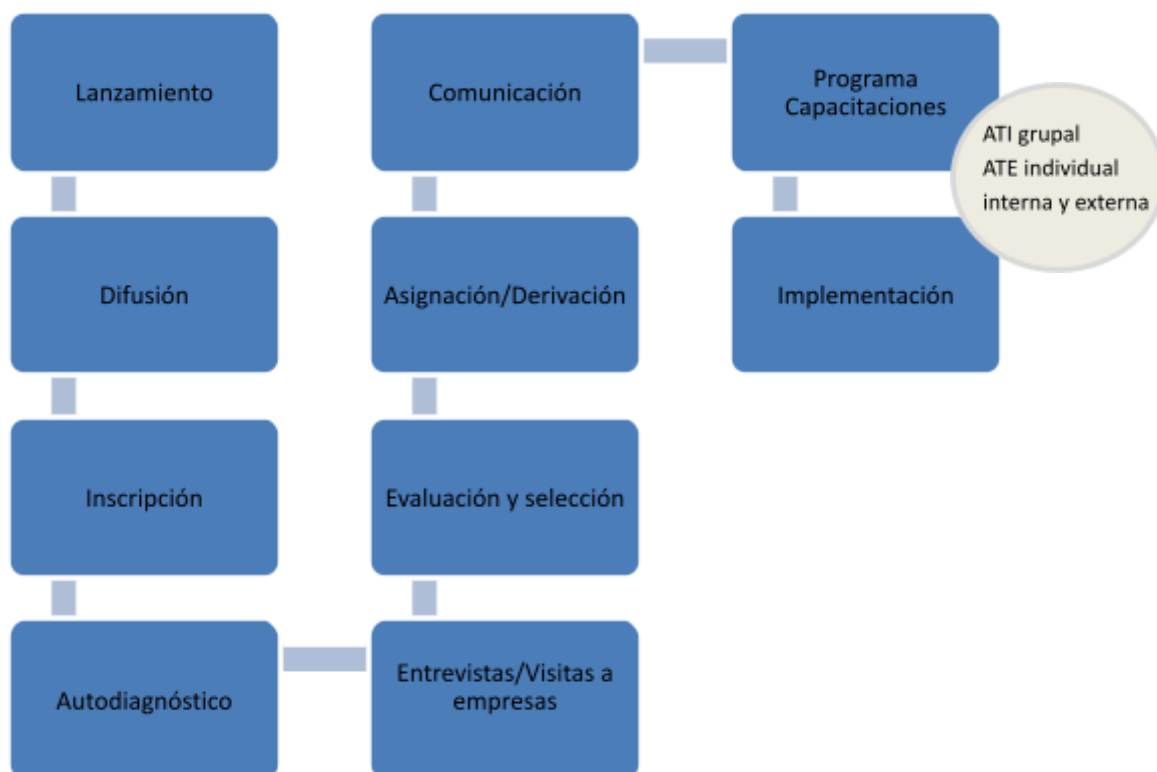 Lanzamiento
Difusión
Inscripción
Autodiagnóstico
Entrevistas/Visitas a
empresas
Evaluación y selección
Asignación/Derivación
Comunicación
Programa
Capacitaciones
ATI grupal
ATE individual
interna y externa
Implementación